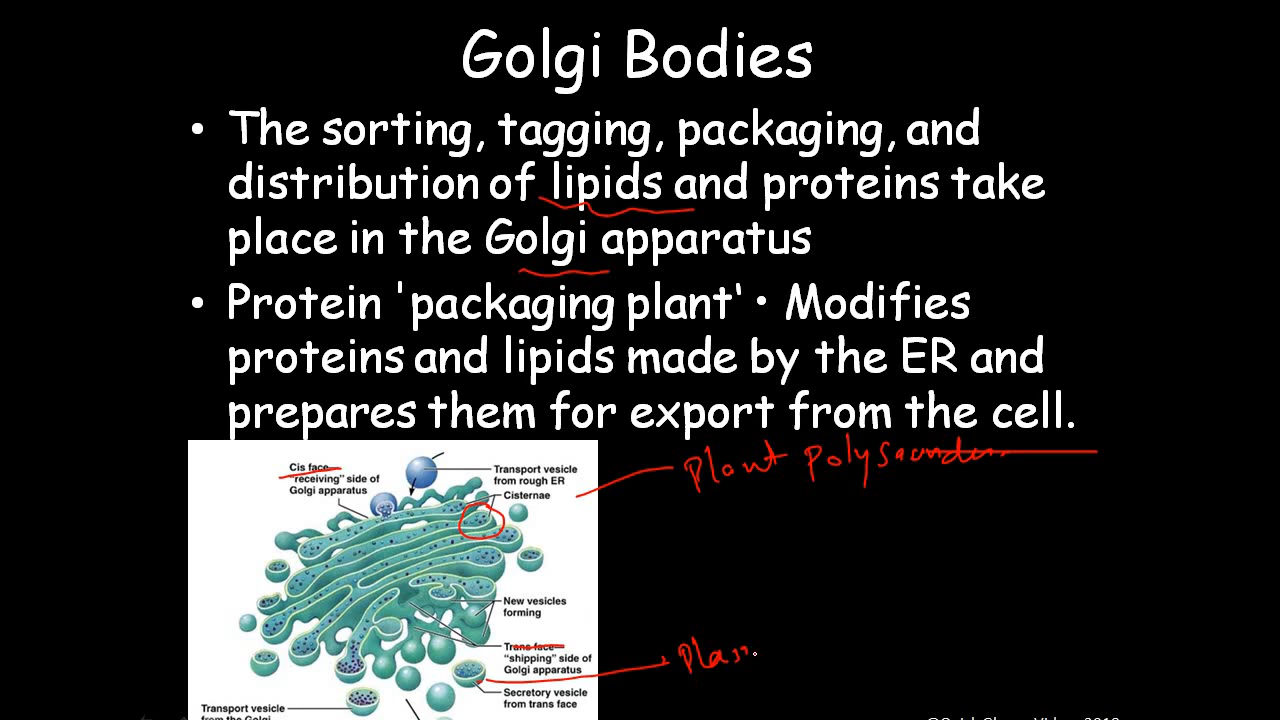 Golgi Bodies
• The sorting, tagging, packaging, and
distribution of lipids and proteins take
place in the Golgi apparatus
• Protein 'packaging plant' • Modifies
proteins and lipids made by the ER and
prepares them for export from the cell.
Plant
Cis face
"receiving" side of
Golgi apparatus
Transport vesicle
from rough ER
Cisternae
New vesicles
forming
Trans face
"shipping" side of
Golgi apparatus
Secretory vesicle
from trans face
Transport vesicle
from the Golgi